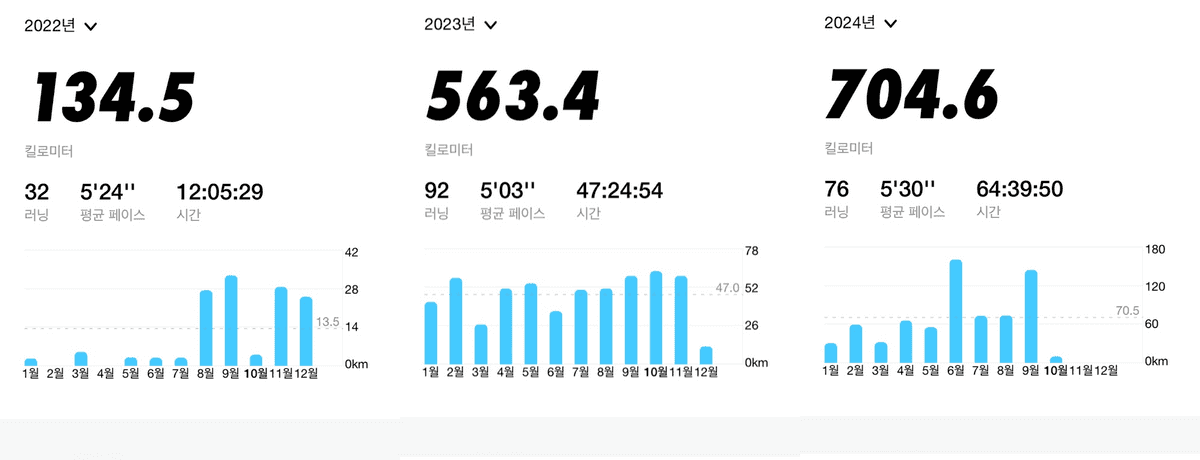 2022년
134.5
킬로미터
32 5'24'' 12:05:29
러닝 평균 페이스 시간
42
28
13.5 14
0km
1월 2월 3월 4월 5월 6월 7월 8월 9월 10월 11월 12월
2023년
563.4
킬로미터
92 5'03'' 47:24:54
러닝 평균 페이스 시간
78
47.0 52
26
0km
1월 2월 3월 4월 5월 6월 7월 8월 9월 10월 11월 12월
2024년
704.6
킬로미터
76 5'30'' 64:39:50
러닝 평균 페이스 시간
180
120
70.5
60
0km
1월 2월 3월 4월 5월 6월 7월 8월 9월 10월 11월 12월